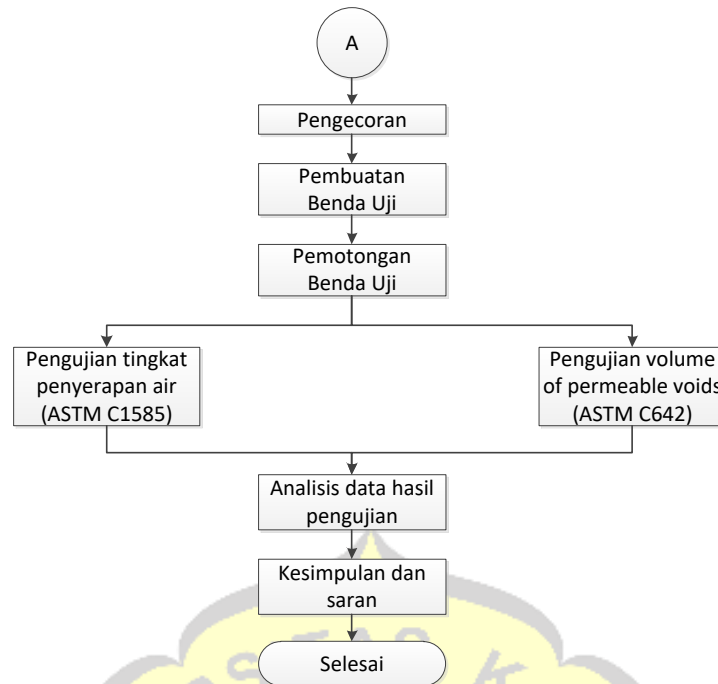 A
Pengecoran
Pembuatan
Benda Uji
Pemotongan
Benda Uji
Pengujian tingkat
penyerapan air
(ASTM C1585)
Pengujian volume
of permeable voids
(ASTM C642)
Analisis data hasil
pengujian
Kesimpulan dan
saran
Selesai